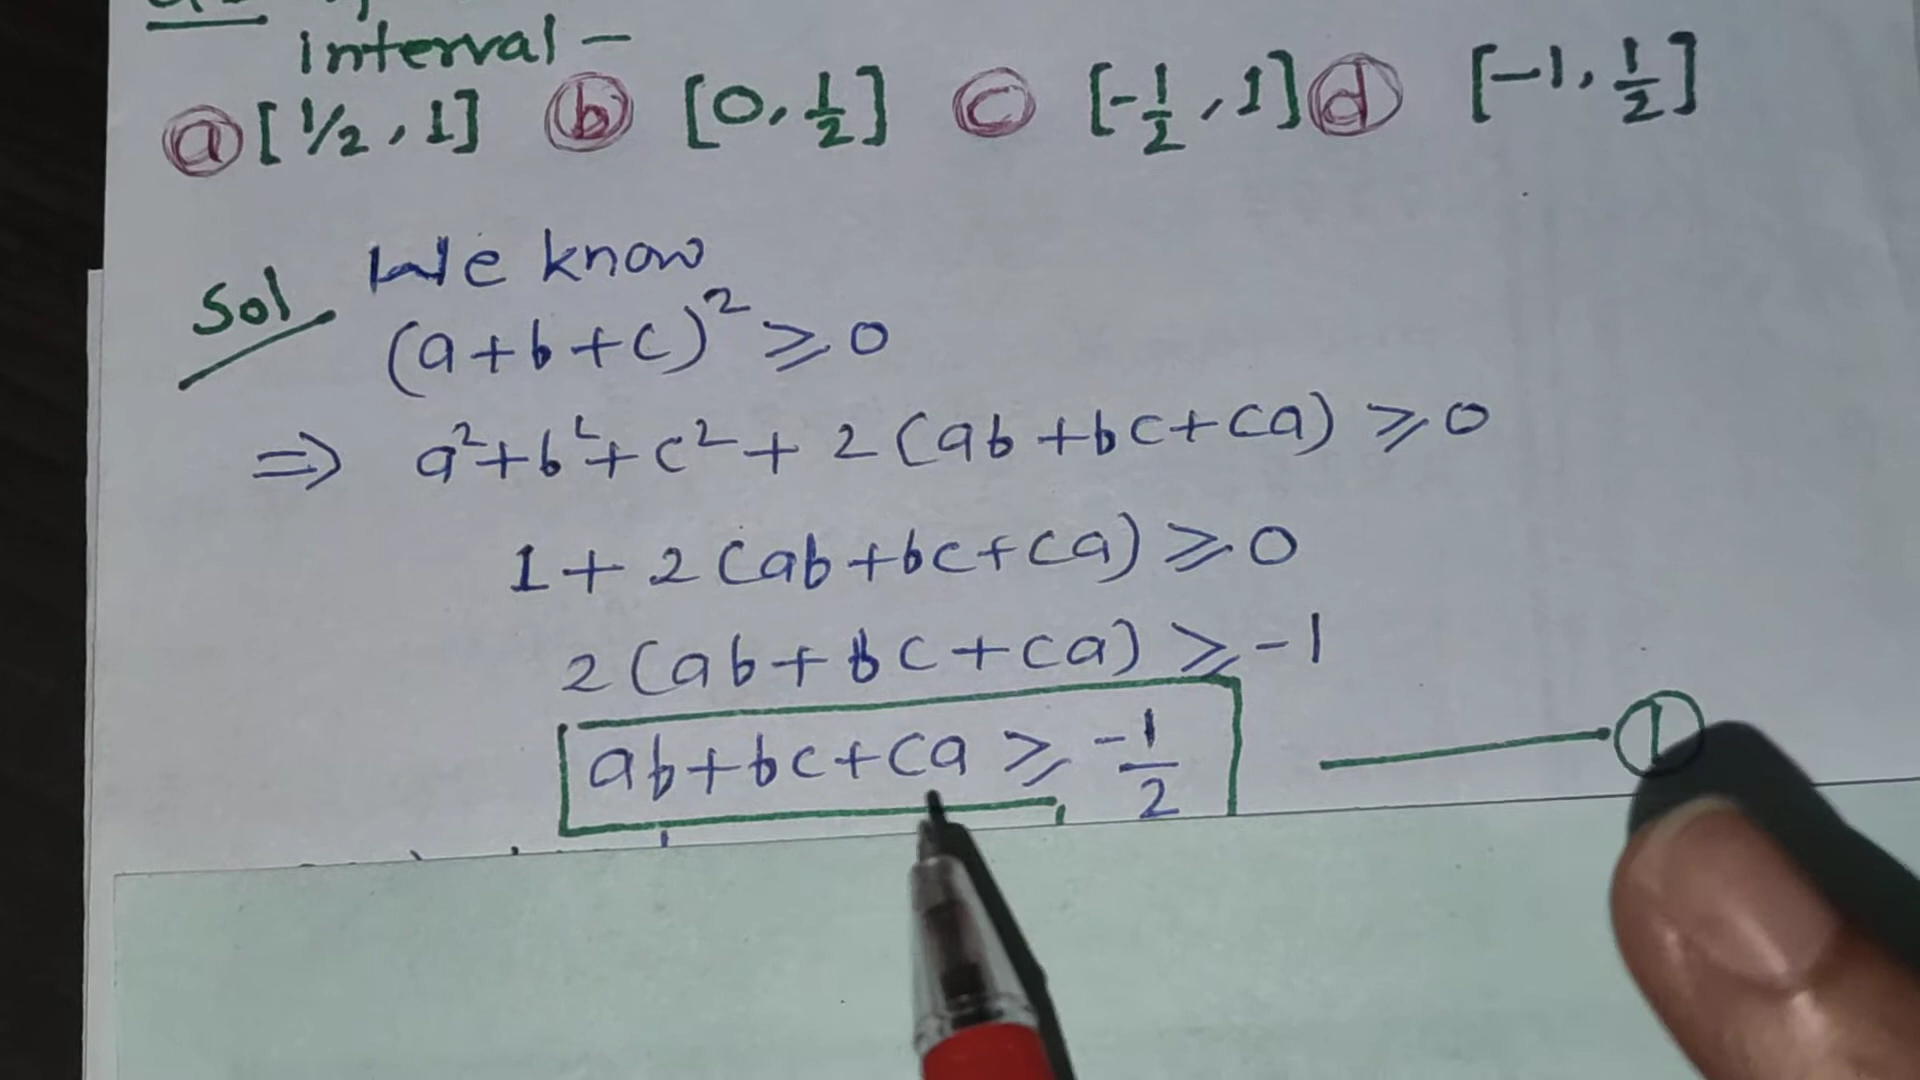 interval -
ⓐ [1/2, 1] ⓑ [0, 1/2] ⓒ [-1/2, 1] ⓓ [-1, 1/2]
Sol We know
(a+b+c)² ⩾ 0
⇒ a²+b²+c²+2(ab+bc+ca) ⩾ 0
1+2(ab+bc+ca) ⩾ 0
2(ab+bc+ca) ⩾ -1
ab+bc+ca ⩾ -1/2 — ①